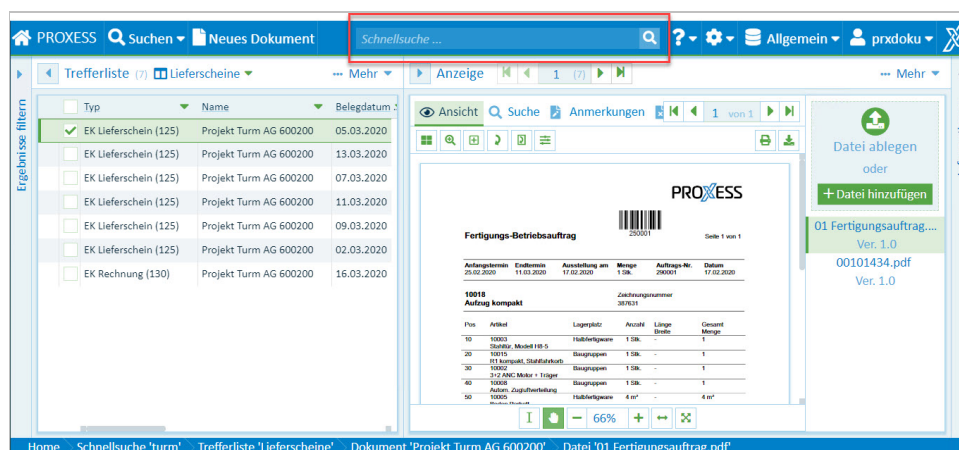 PROXESS Suchen Neues Dokument Schnellsuche ... ? Allgemein prxdoku
Trefferliste (7) Lieferscheine ··· Mehr
Anzeige 1 (7) ··· Mehr
Ergebnisse filtern
Typ Name Belegdatum
EK Lieferschein (125) Projekt Turm AG 600200 05.03.2020
EK Lieferschein (125) Projekt Turm AG 600200 13.03.2020
EK Lieferschein (125) Projekt Turm AG 600200 07.03.2020
EK Lieferschein (125) Projekt Turm AG 600200 11.03.2020
EK Lieferschein (125) Projekt Turm AG 600200 09.03.2020
EK Lieferschein (125) Projekt Turm AG 600200 02.03.2020
EK Rechnung (130) Projekt Turm AG 600200 16.03.2020
Ansicht Suche Anmerkungen 1 von 1
PROXESS
250001
Fertigungs-Betriebsauftrag Seite 1 von 1
Anfangstermin Endtermin Ausstellung am Menge Auftrags-Nr. Datum
25.02.2020 11.03.2020 17.02.2020 1 Stk. 290001 17.02.2020
10018 Zeichnungsnummer
Aufzug kompakt 387631
Pos Artikel Lagerplatz Anzahl Länge Gesamt
Breite Menge
10 10003 Halbfertigware 1 Stk. - 1
Stahltür, Modell H8-5
20 10015 Baugruppen 1 Stk. - 1
R1 kompakt, Stahlfahrkorb
30 10002 Baugruppen 1 Stk. - 1
3+2 ANC Motor + Träger
40 10008 Baugruppen 1 Stk. - 1
Autom. Zugluftverteilung
50 10005 Halbfertigware 4 m² - 4 m²
66%
Datei ablegen
oder
+ Datei hinzufügen
01 Fertigungsauftrag....
Ver. 1.0
00101434.pdf
Ver. 1.0
Home Schnellsuche 'turm' Trefferliste 'Lieferscheine' Dokument 'Projekt Turm AG 600200' Datei '01 Fertigungsauftrag.pdf'